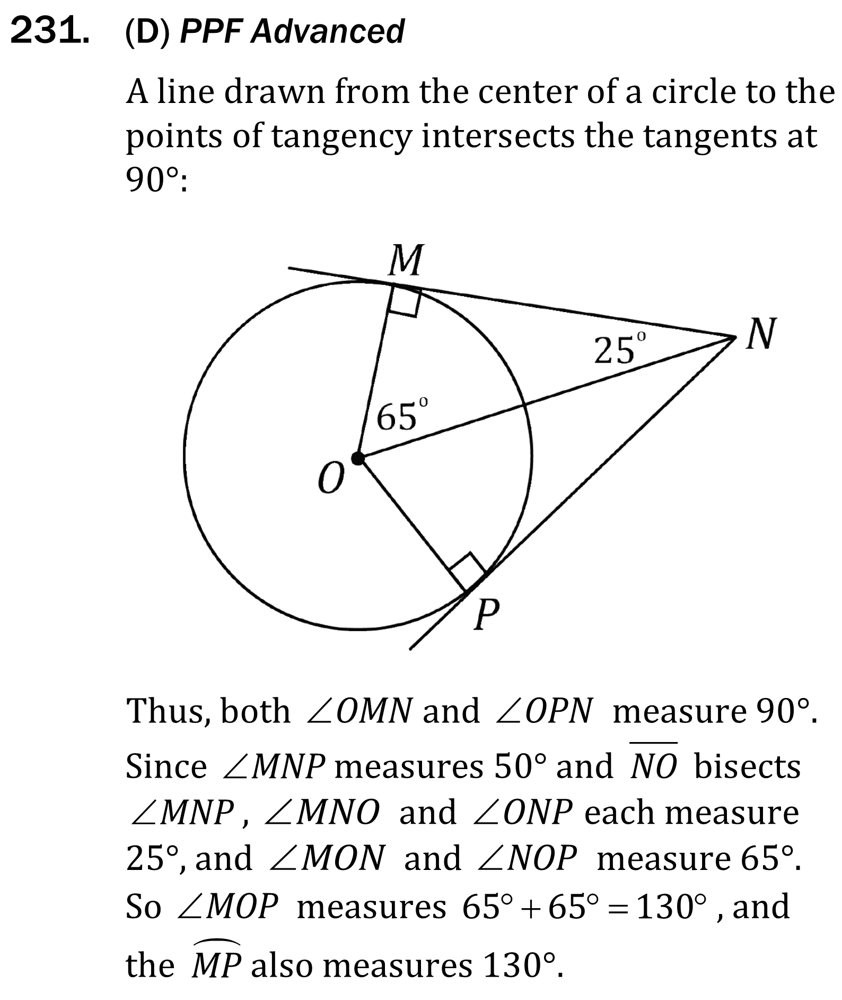 231. (D) PPF Advanced
A line drawn from the center of a circle to the
points of tangency intersects the tangents at
90°:
M
N
25°
65°
O
P
Thus, both ∠OMN and ∠OPN measure 90°.
Since ∠MNP measures 50° and \overline{NO} bisects
∠MNP, ∠MNO and ∠ONP each measure
25°, and ∠MON and ∠NOP measure 65°.
So ∠MOP measures 65° + 65° = 130°, and
the \overset{\frown}{MP} also measures 130°.